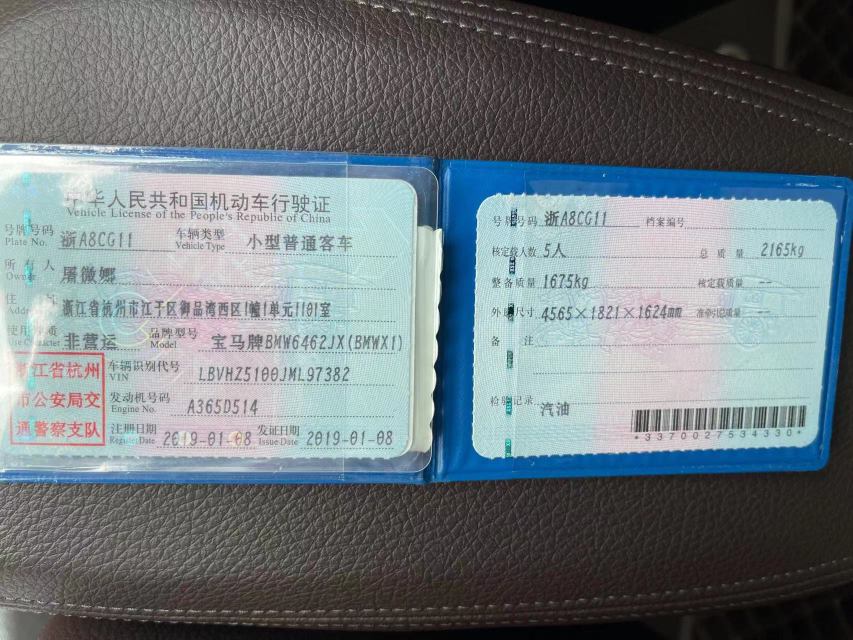 中华人民共和国机动车行驶证
Vehicle License of the People's Republic of China
号牌号码 浙A8CG11 车辆类型 小型普通客车
Plate No. Vehicle Type
所有人 屠微娜
Owner
住址 浙江省杭州市江干区御品湾西区1幢1单元1101室
Address
使用性质 非营运 品牌型号 宝马牌BMW6462JX(BMWX1)
Use Character Model
浙江省杭州
市公安局交
通警察支队
车辆识别代号 LBVHZ5100JML97382
VIN
发动机号码 A365D514
Engine No.
注册日期 2019-01-08 发证日期 2019-01-08
Register Date Issue Date
号牌号码 浙A8CG11 档案编号
核定载人数 5人 总质量 2165kg
整备质量 1675kg 核定载质量 --
外廓尺寸 4565×1821×1624mm 准牵引总质量 --
备注
检验记录
汽油
*3370027534330*